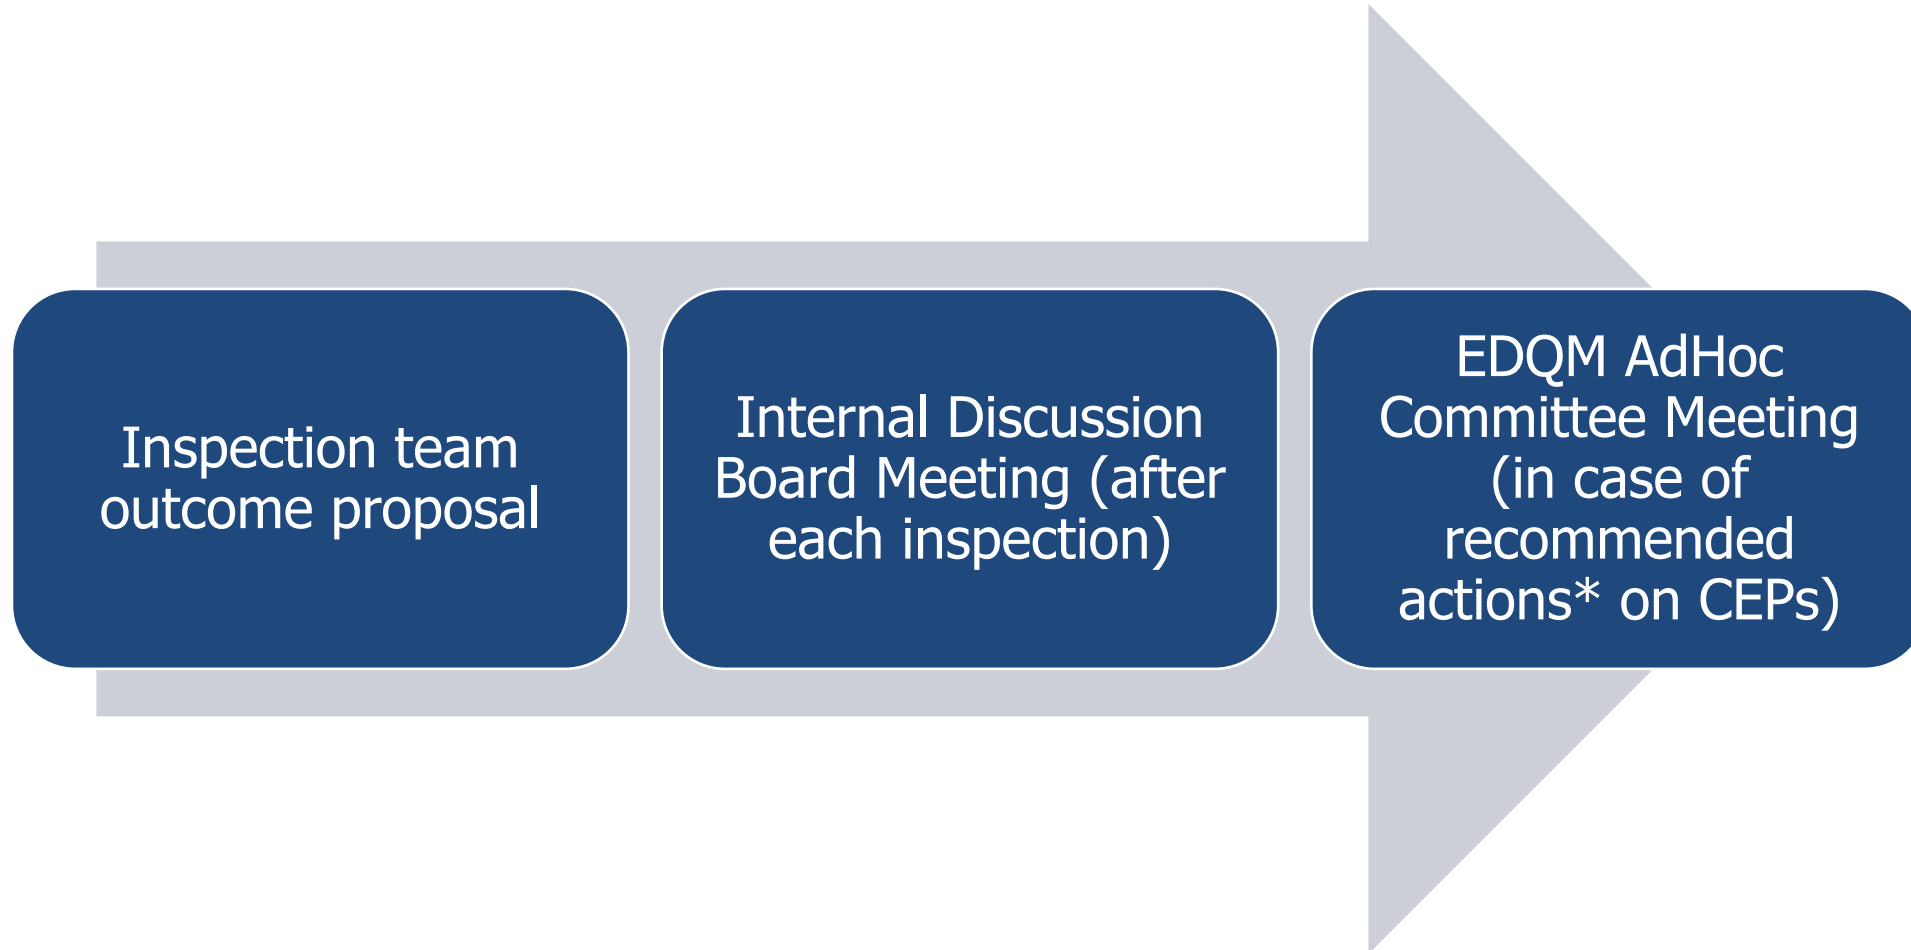 Inspection team
outcome proposal
Internal Discussion
Board Meeting (after
each inspection)
EDQM AdHoc
Committee Meeting
(in case of
recommended
actions* on CEPs)